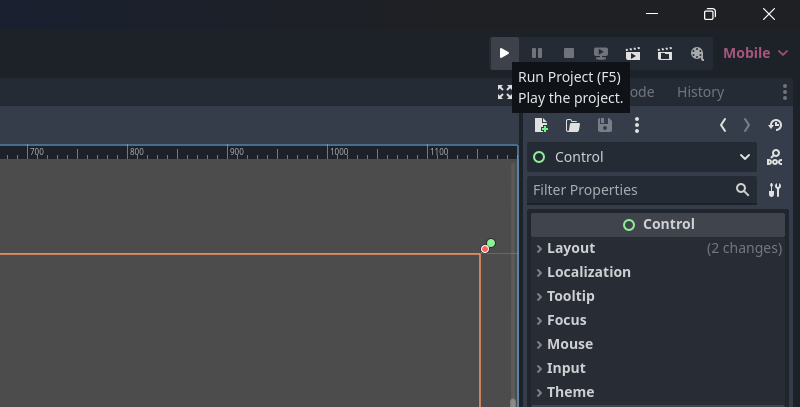 Mobile
Run Project (F5)
Play the project.
ode
History
700
800
900
1000
1100
Control
DOC
Filter Properties
Control
Layout (2 changes)
Localization
Tooltip
Focus
Mouse
Input
Theme